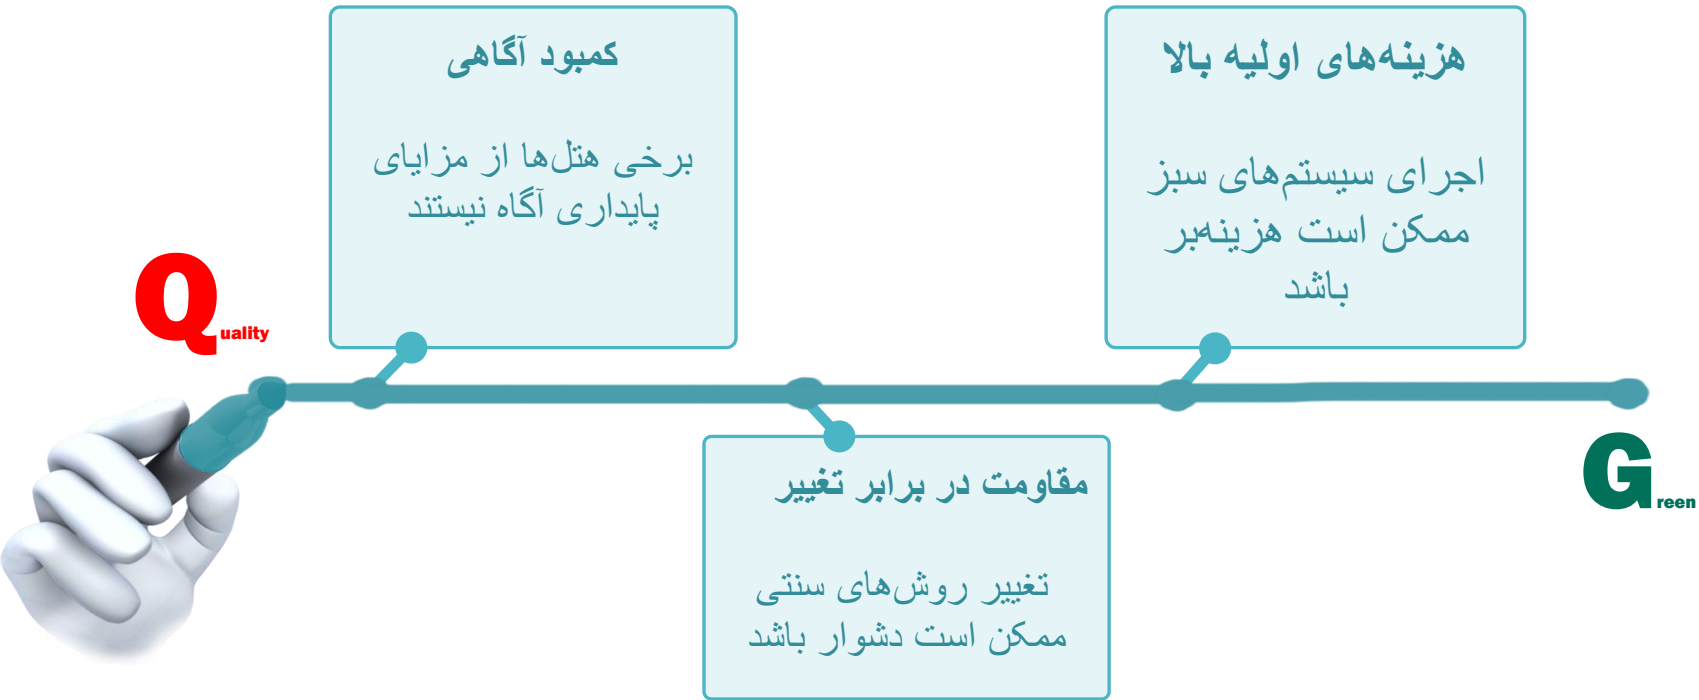 هزینه‌های اولیه بالا
اجرای سیستم‌های سبز
ممکن است هزینه‌بر
باشد
کمبود آگاهی
برخی هتل‌ها از مزایای
پایداری آگاه نیستند
مقاومت در برابر تغییر
تغییر روش‌های سنتی
ممکن است دشوار باشد
Quality
Green